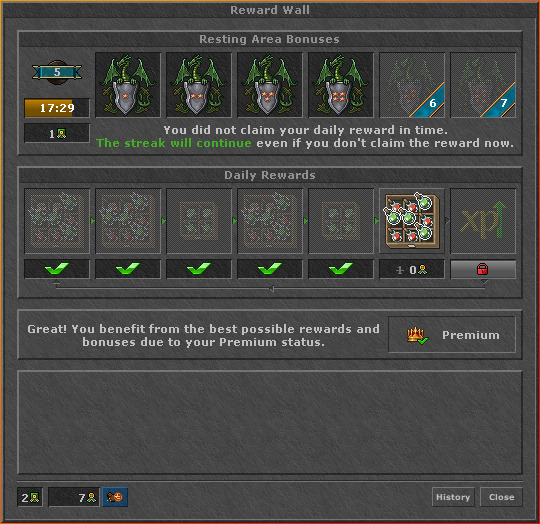 Reward Wall
Resting Area Bonuses
5
17:29
6
7
1
You did not claim your daily reward in time.
The streak will continue even if you don't claim the reward now.
Daily Rewards
xp
0
Great! You benefit from the best possible rewards and
bonuses due to your Premium status.
Premium
2
7
History
Close